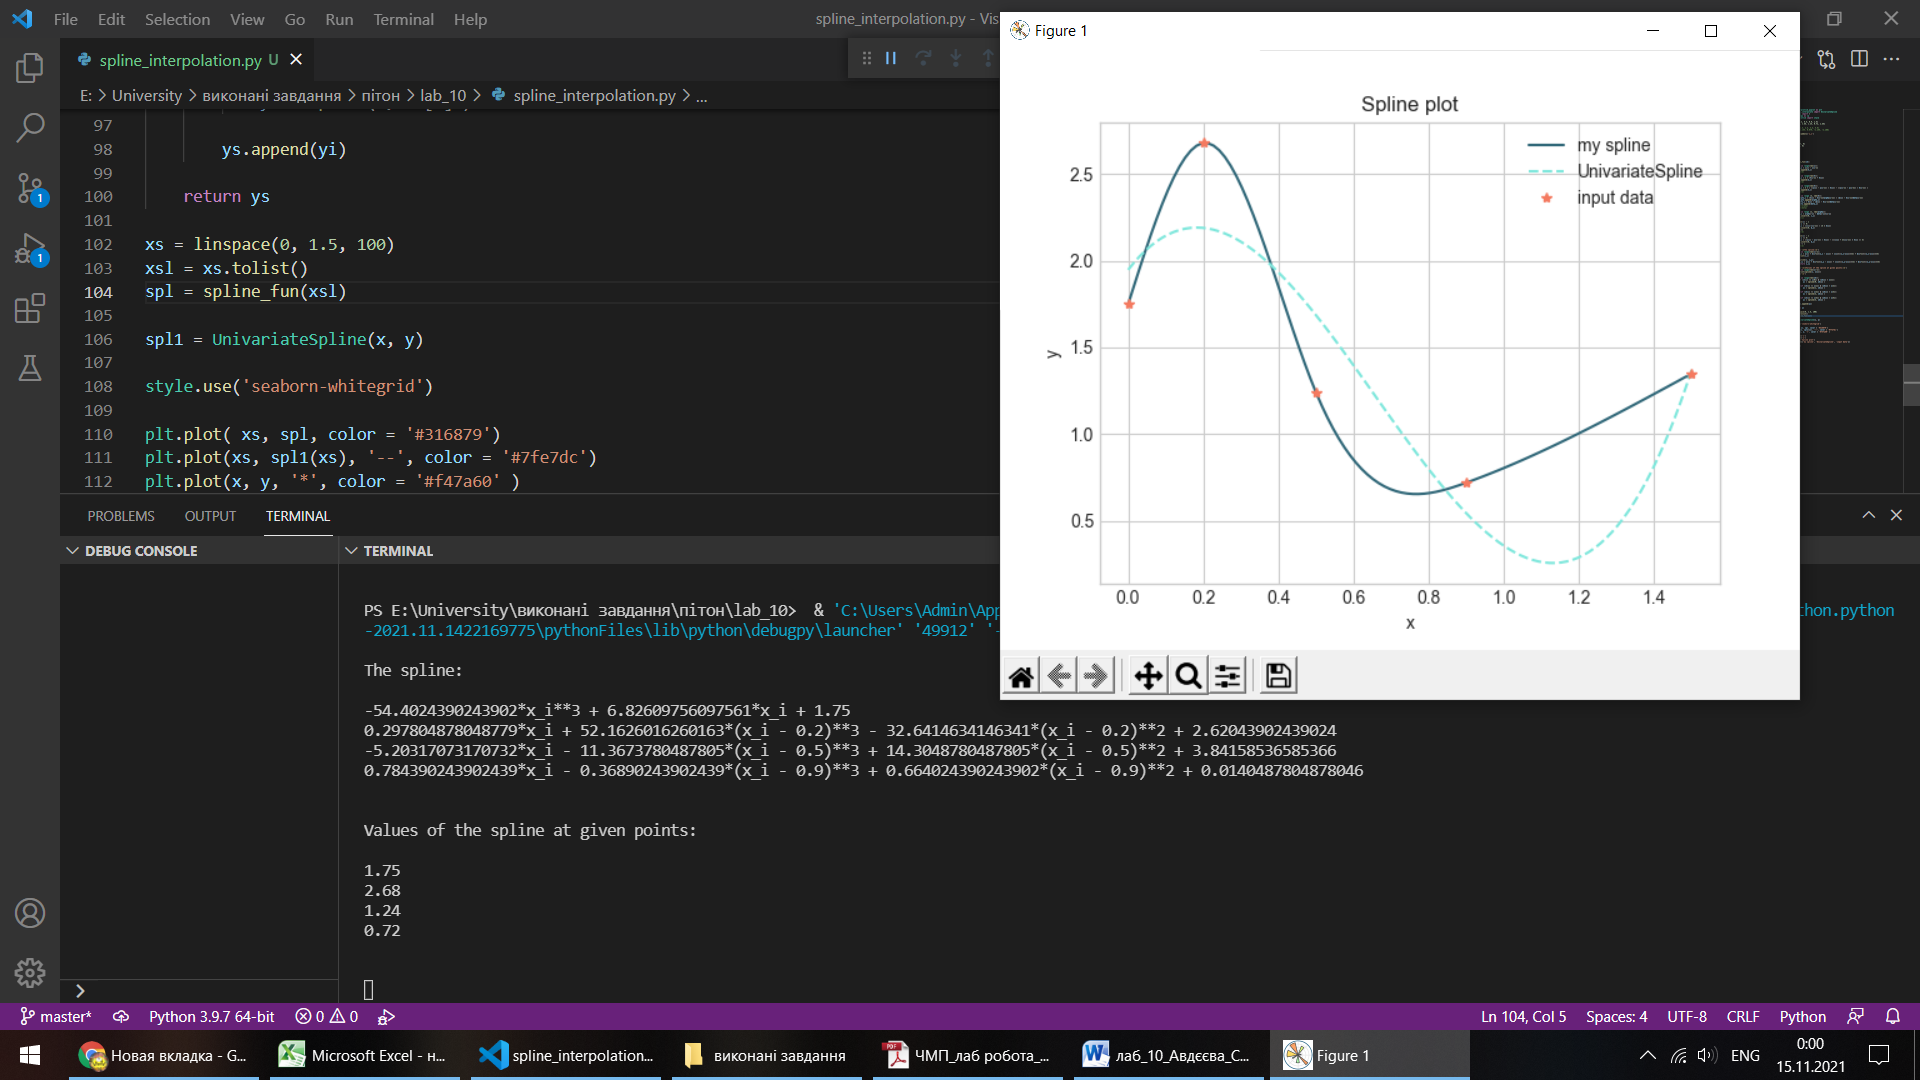 File Edit Selection View Go Run Terminal Help
spline_interpolation.py - Vis
spline_interpolation.py U
E: > University > виконані завдання > пітон > lab_10 > spline_interpolation.py > ...
97
98 ys.append(yi)
99
100 return ys
101
102 xs = linspace(0, 1.5, 100)
103 xsl = xs.tolist()
104 spl = spline_fun(xsl)
105
106 spl1 = UnivariateSpline(x, y)
107
108 style.use('seaborn-whitegrid')
109
110 plt.plot( xs, spl, color = '#316879')
111 plt.plot(xs, spl1(xs), '--', color = '#7fe7dc')
112 plt.plot(x, y, '*', color = '#f47a60' )
Figure 1
Spline plot
my spline
UnivariateSpline
input data
2.5
2.0
1.5
1.0
0.5
y
0.0 0.2 0.4 0.6 0.8 1.0 1.2 1.4
x
PROBLEMS OUTPUT TERMINAL
DEBUG CONSOLE
TERMINAL
PS E:\University\виконані завдання\пітон\lab_10> & 'C:\Users\Admin\App thon.python
-2021.11.1422169775\pythonFiles\lib\python\debugpy\launcher' '49912' '-
The spline:
-54.4024390243902*x_i**3 + 6.82609756097561*x_i + 1.75
0.297804878048779*x_i + 52.1626016260163*(x_i - 0.2)**3 - 32.6414634146341*(x_i - 0.2)**2 + 2.62043902439024
-5.20317073170732*x_i - 11.3673780487805*(x_i - 0.5)**3 + 14.3048780487805*(x_i - 0.5)**2 + 3.84158536585366
0.784390243902439*x_i - 0.36890243902439*(x_i - 0.9)**3 + 0.664024390243902*(x_i - 0.9)**2 + 0.0140487804878046
Values of the spline at given points:
1.75
2.68
1.24
0.72
1
1
master* Python 3.9.7 64-bit 0 0 Ln 104, Col 5 Spaces: 4 UTF-8 CRLF Python
Новая вкладка - G... Microsoft Excel - н... spline_interpolation... виконані завдання ЧМП_лаб робота_... лаб_10_Авдєєва_С... Figure 1 ENG
0:00
15.11.2021